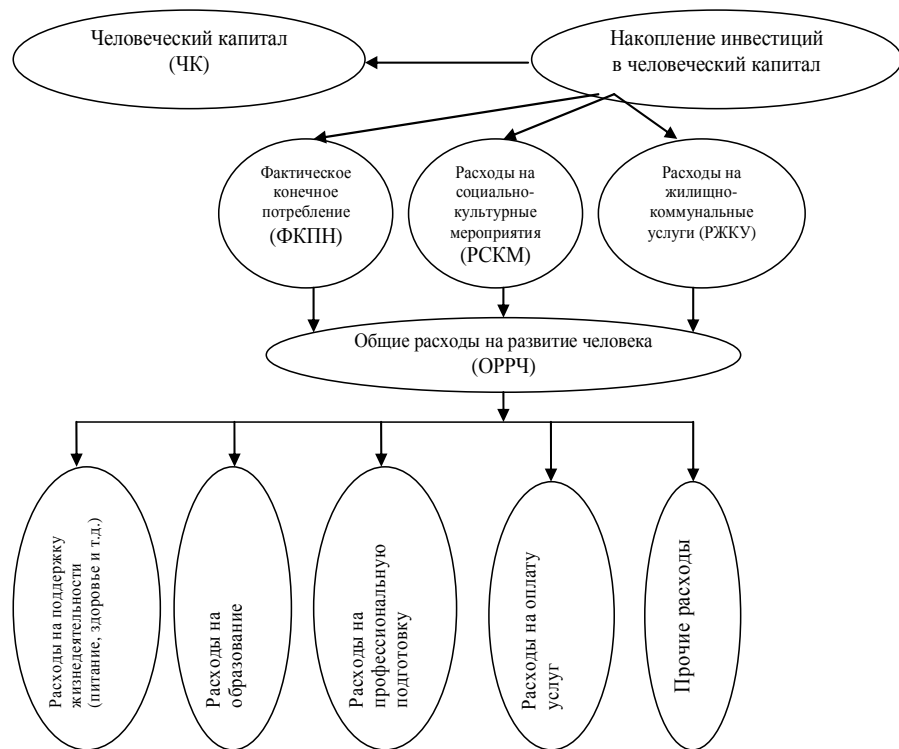 Человеческий капитал
(ЧК)
Накопление инвестиций
в человеческий капитал
Фактическое
конечное
потребление
(ФКПН)
Расходы на
социально-
культурные
мероприятия
(РСКМ)
Расходы на
жилищно-
коммунальные
услуги (РЖКУ)
Общие расходы на развитие человека
(ОРРЧ)
Расходы на поддержку
жизнедеятельности
(питание, здоровье и т.д.)
Расходы на
образование
Расходы на
профессиональную
подготовку
Расходы на оплату
услуг
Прочие расходы